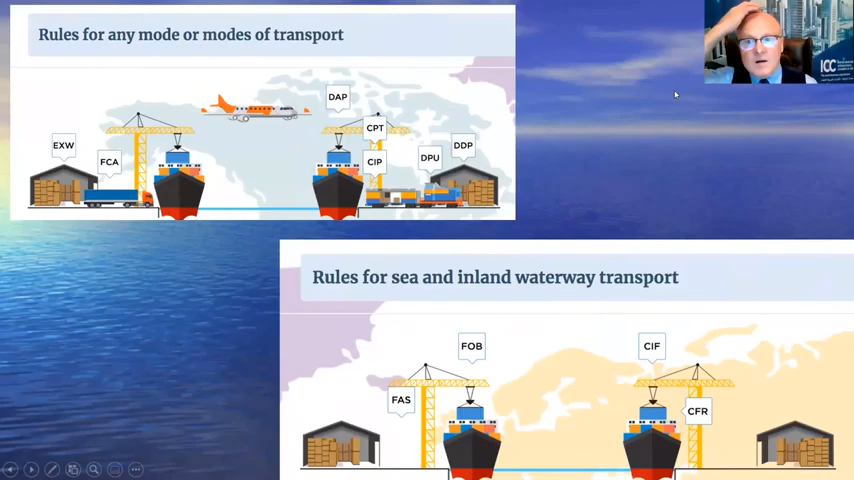 Rules for any mode or modes of transport
DAP
CPT
EXW
CIP
FCA
DPU
DDP
ICC
Rules for sea and inland waterway transport
FOB
CIF
FAS
CFR